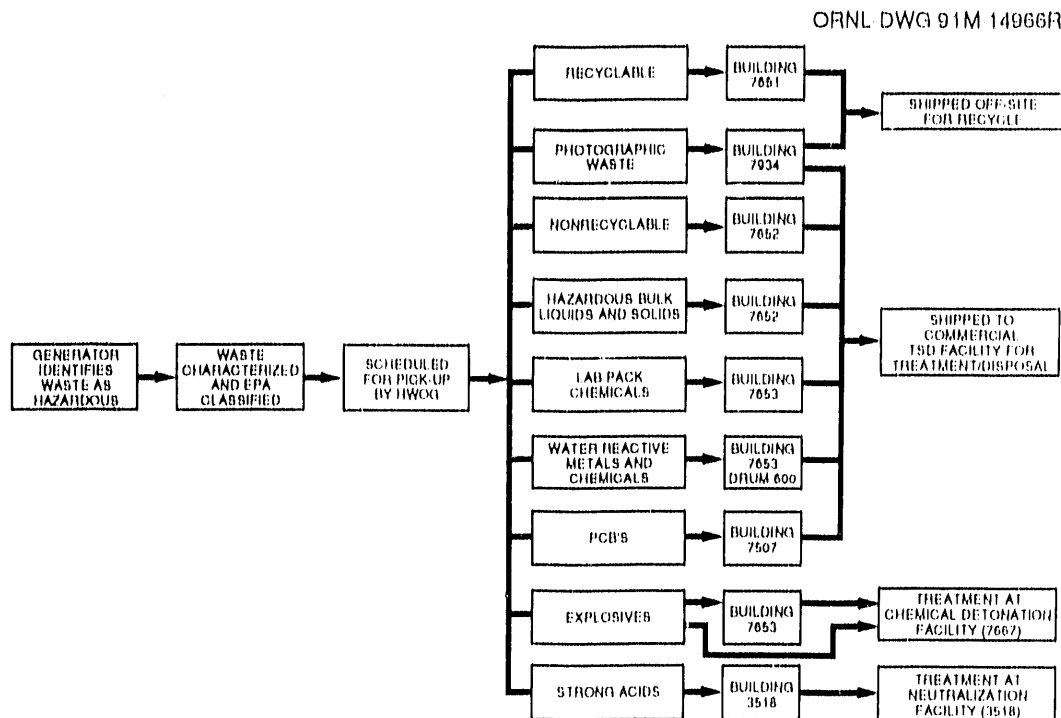 ORNL-DWG 91M-14966R
GENERATOR
IDENTIFIES
WASTE AS
HAZARDOUS
WASTE
CHARACTERIZED
AND EPA
CLASSIFIED
SCHEDULED
FOR PICK-UP
BY HWOG
RECYCLABLE
BUILDING
7651
SHIPPED OFF-SITE
FOR RECYCLE
PHOTOGRAPHIC
WASTE
BUILDING
7934
NONRECYCLABLE
BUILDING
7652
HAZARDOUS BULK
LIQUIDS AND SOLIDS
BUILDING
7652
SHIPPED TO
COMMERCIAL
TSD FACILITY FOR
TREATMENT/DISPOSAL
LAB PACK
CHEMICALS
BUILDING
7653
WATER REACTIVE
METALS AND
CHEMICALS
BUILDING
7653
DRUM 600
PCB'S
BUILDING
7507
EXPLOSIVES
BUILDING
7653
TREATMENT AT
CHEMICAL DETONATION
FACILITY (7667)
STRONG ACIDS
BUILDING
3518
TREATMENT AT
NEUTRALIZATION
FACILITY (3518)